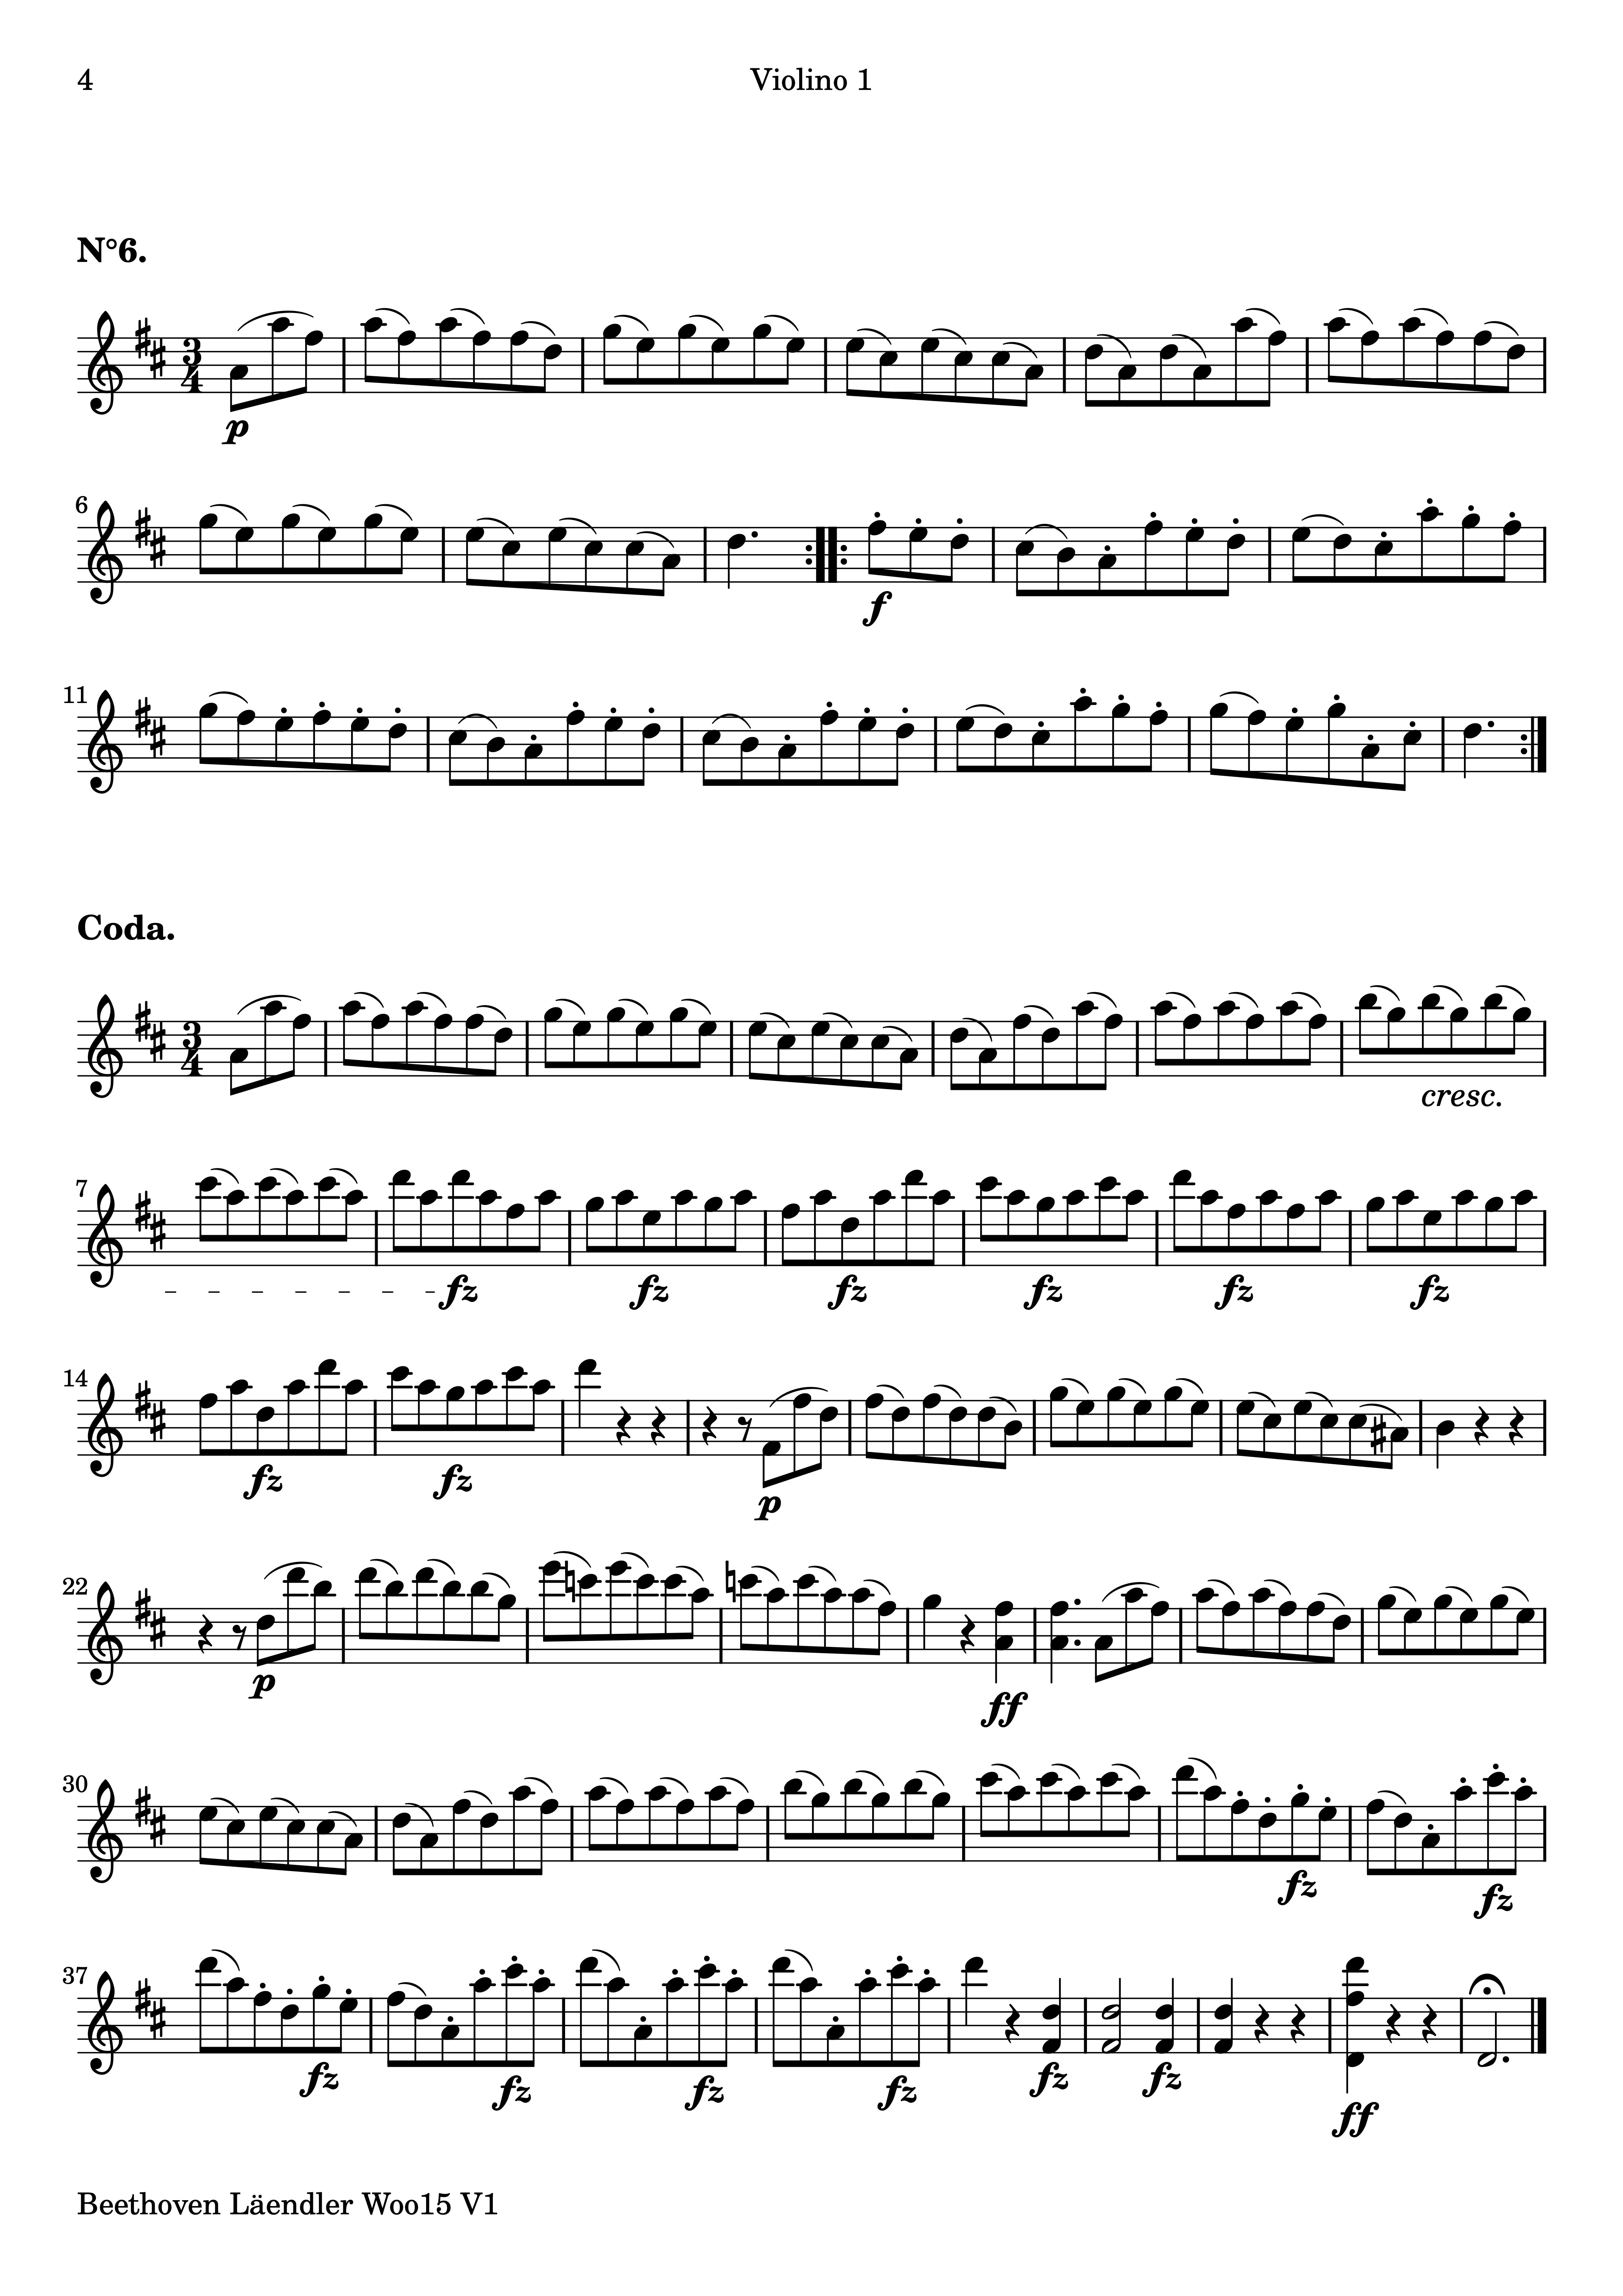 4 Violino 1
N°6.
3
4
p
6
f
11
Coda.
3
4
cresc.
7
fz fz fz fz fz fz
14
fz fz p
22
p ff
30
fz fz
37
fz fz fz fz fz fz ff
Beethoven Läendler Woo15 V1